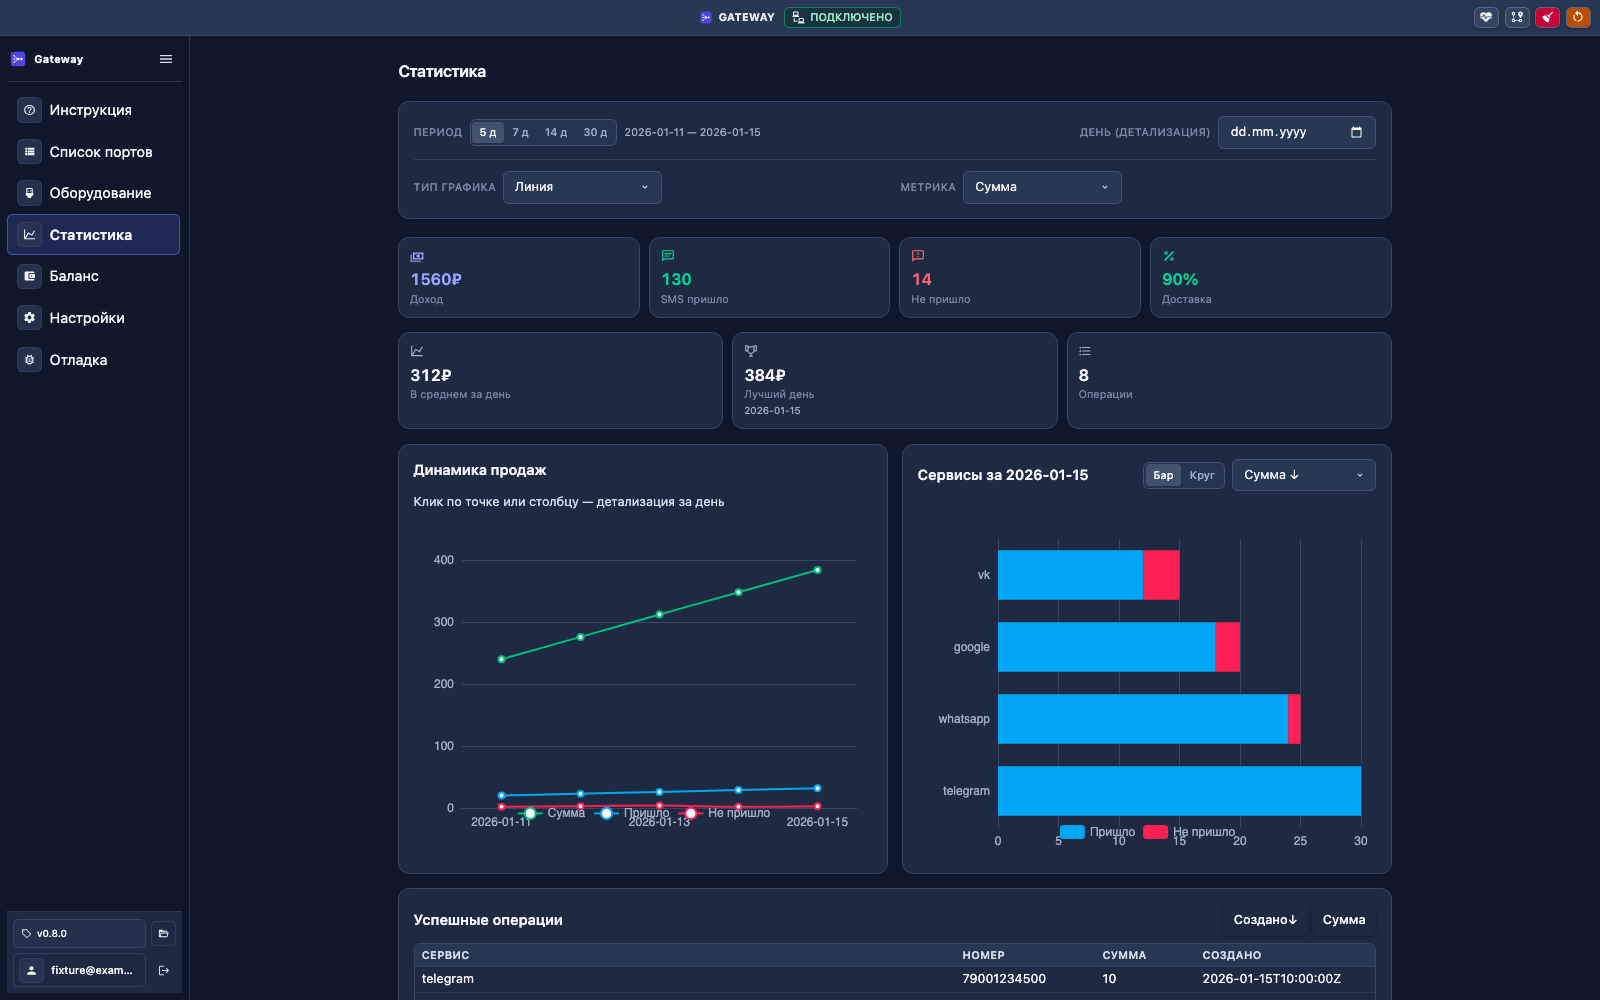 GATEWAY
ПОДКЛЮЧЕНО
Gateway
Инструкция
Список портов
Оборудование
Статистика
Баланс
Настройки
Отладка
v0.8.0
fixture@exam...
Статистика
ПЕРИОД 5 д 7 д 14 д 30 д 2026-01-11 — 2026-01-15
ДЕНЬ (ДЕТАЛИЗАЦИЯ) dd.mm.yyyy
ТИП ГРАФИКА Линия
МЕТРИКА Сумма
1560₽
Доход
130
SMS пришло
14
Не пришло
90%
Доставка
312₽
В среднем за день
384₽
Лучший день
2026-01-15
8
Операции
Динамика продаж
Клик по точке или столбцу — детализация за день
400
300
200
100
0
Сумма Пришло Не пришло
2026-01-11 2026-01-13 2026-01-15
Сервисы за 2026-01-15
Бар Круг
Сумма ↓
vk
google
whatsapp
telegram
Пришло Не пришло
0 5 10 15 20 25 30
Успешные операции
Создано↓ Сумма
СЕРВИС НОМЕР СУММА СОЗДАНО
telegram 79001234500 10 2026-01-15T10:00:00Z